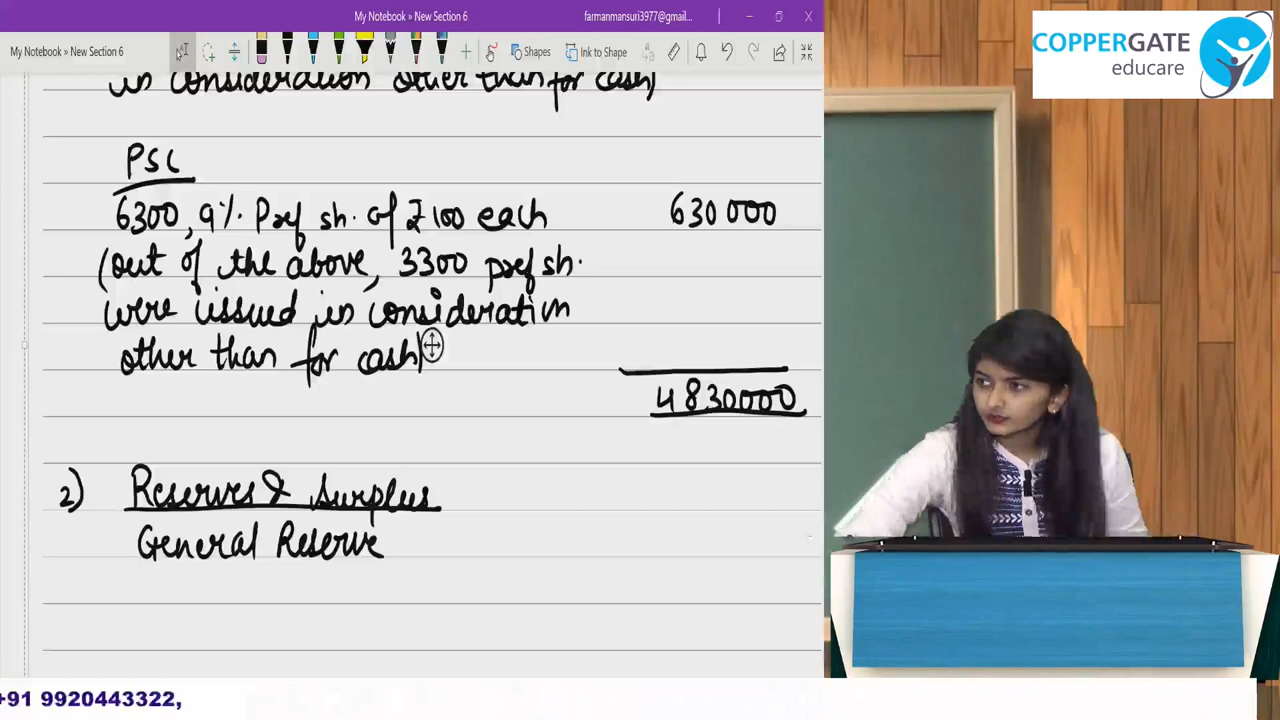 My Notebook » New Section 6
farmanmansuri3977@gmail...
My Notebook » New Section 6
Shapes
Ink to Shape
COPPERGATE
educare
in consideration other than for cash)
PSC
6300, 9% Pref sh. of ₹100 each 630000
(out of the above, 3300 pref sh.
were issued in consideration
other than for cash)
4830000
2) Reserves & Surplus
General Reserve
+91 9920443322,